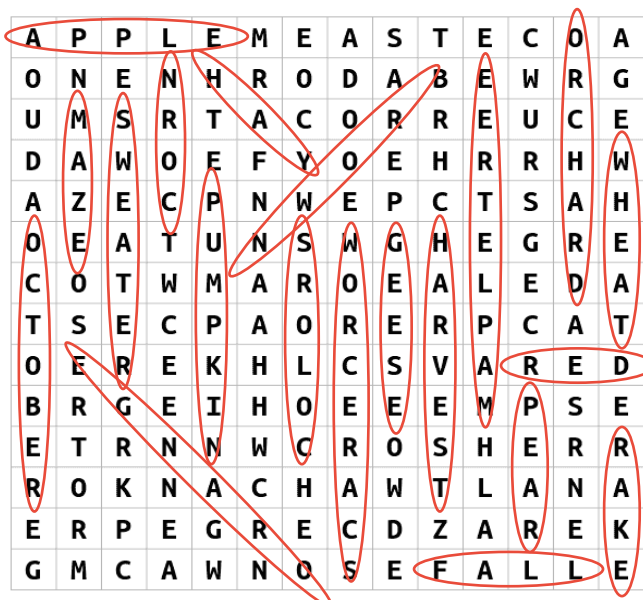 A P P L E M E A S T E C O A
O N E N H R O D A B E W R G
U M S R T A C O R R E U C E
D A W O E F Y O E H R R H W
A Z E C P N W E P C T S A H
O E A T U N S W G H E G R E
C O T W M A R O E A L E D A
T S E C P A O R E R P C A T
O E R E K H L C S V A R E D
B R G E I H O E E E M P S E
E T R N N W C R O S H E R R
R O K N A C H A W T L A N A
E R P E G R E C D Z A R E K
G M C A W N O S E F A L L E